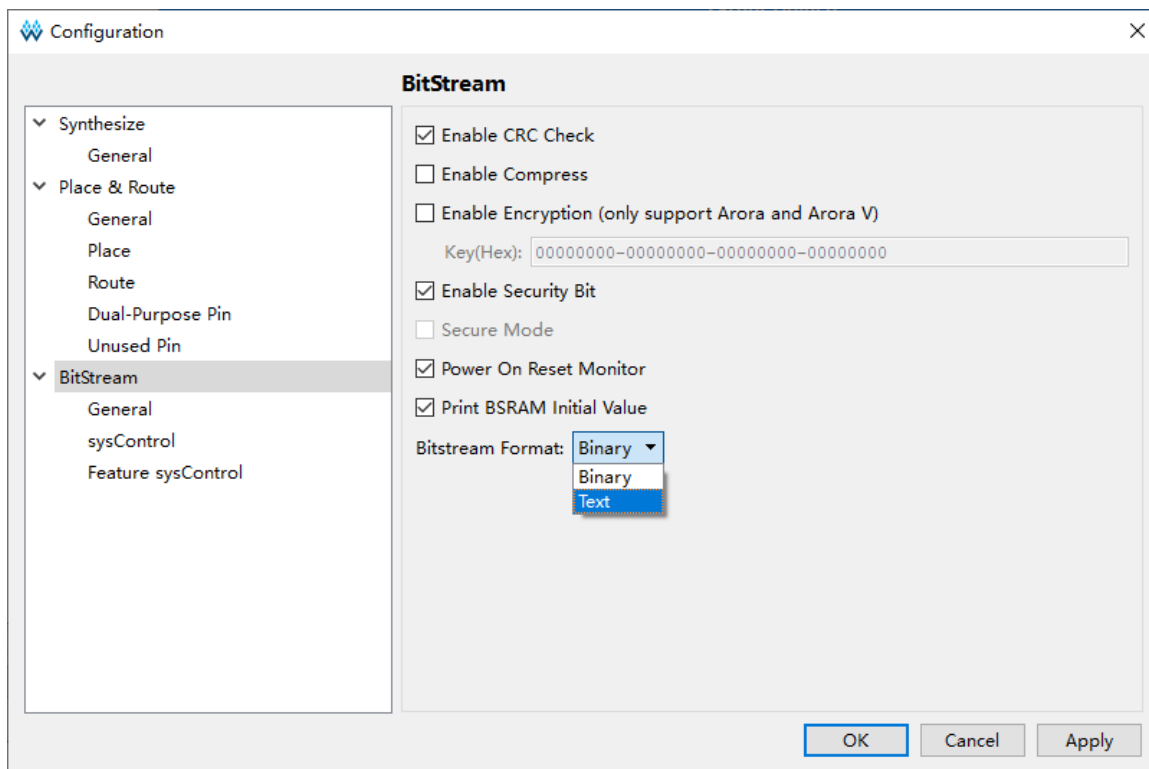 Configuration
BitStream
Synthesize
General
Place & Route
General
Place
Route
Dual-Purpose Pin
Unused Pin
BitStream
General
sysControl
Feature sysControl
Enable CRC Check
Enable Compress
Enable Encryption (only support Arora and Arora V)
Key(Hex): 00000000-00000000-00000000-00000000
Enable Security Bit
Secure Mode
Power On Reset Monitor
Print BSRAM Initial Value
Bitstream Format: Binary
Binary
Text
OK Cancel Apply